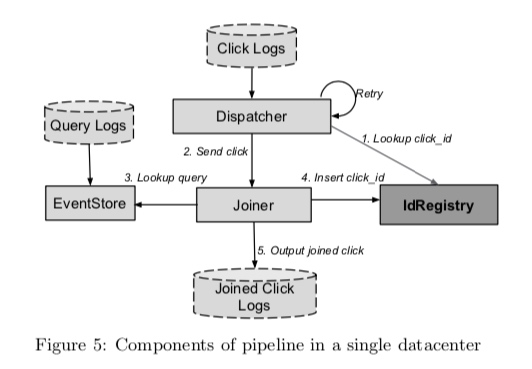 Click Logs
Retry
Dispatcher
1. Lookup click_id
Query Logs
2. Send click
3. Lookup query
4. Insert click_id
EventStore
Joiner
IdRegistry
5. Output joined click
Joined Click
Logs
Figure 5: Components of pipeline in a single datacenter